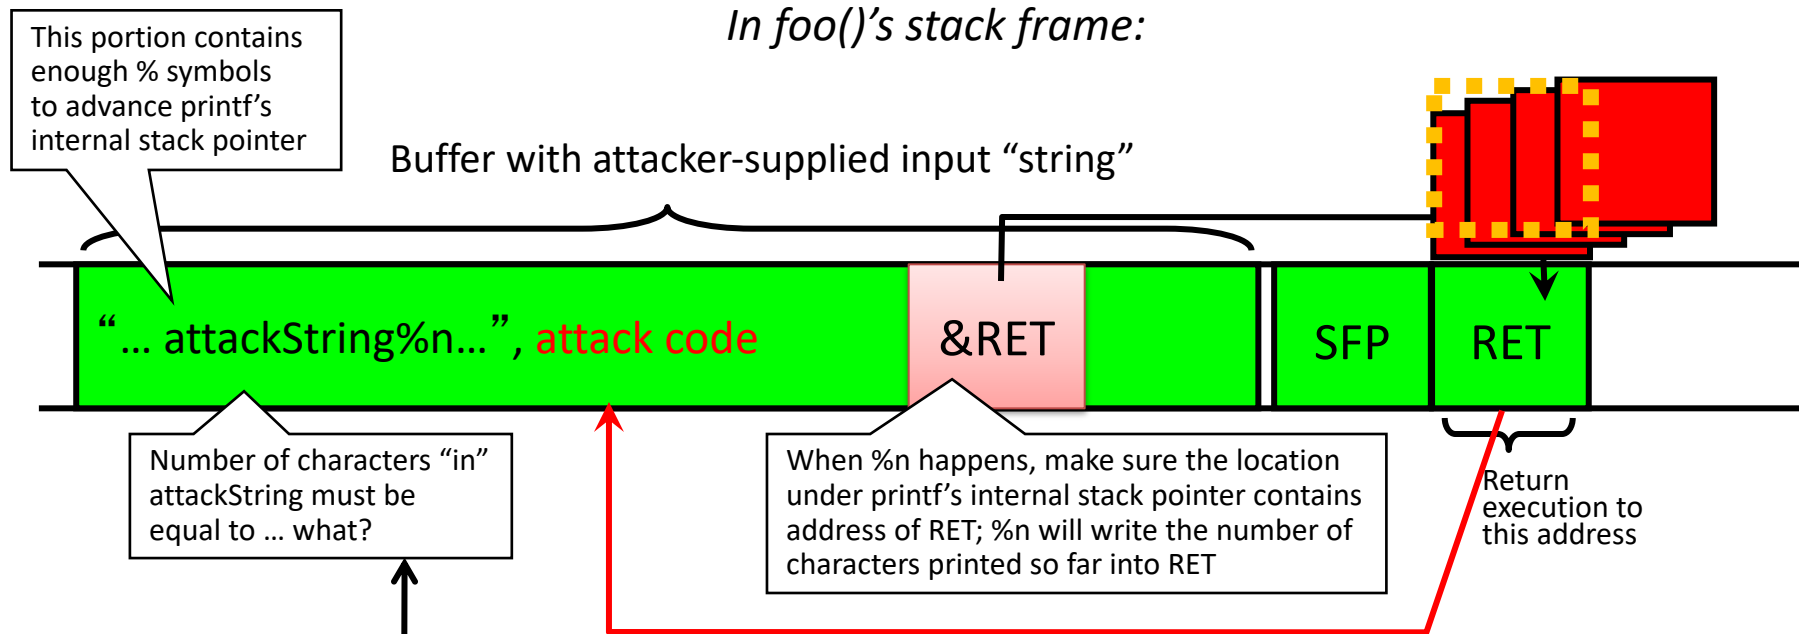 In foo()'s stack frame:
This portion contains
enough % symbols
to advance printf’s
internal stack pointer
Buffer with attacker-supplied input “string”
“… attackString%n…”, attack code
&RET
SFP
RET
Number of characters “in”
attackString must be
equal to … what?
When %n happens, make sure the location
under printf’s internal stack pointer contains
address of RET; %n will write the number of
characters printed so far into RET
Return
execution to
this address